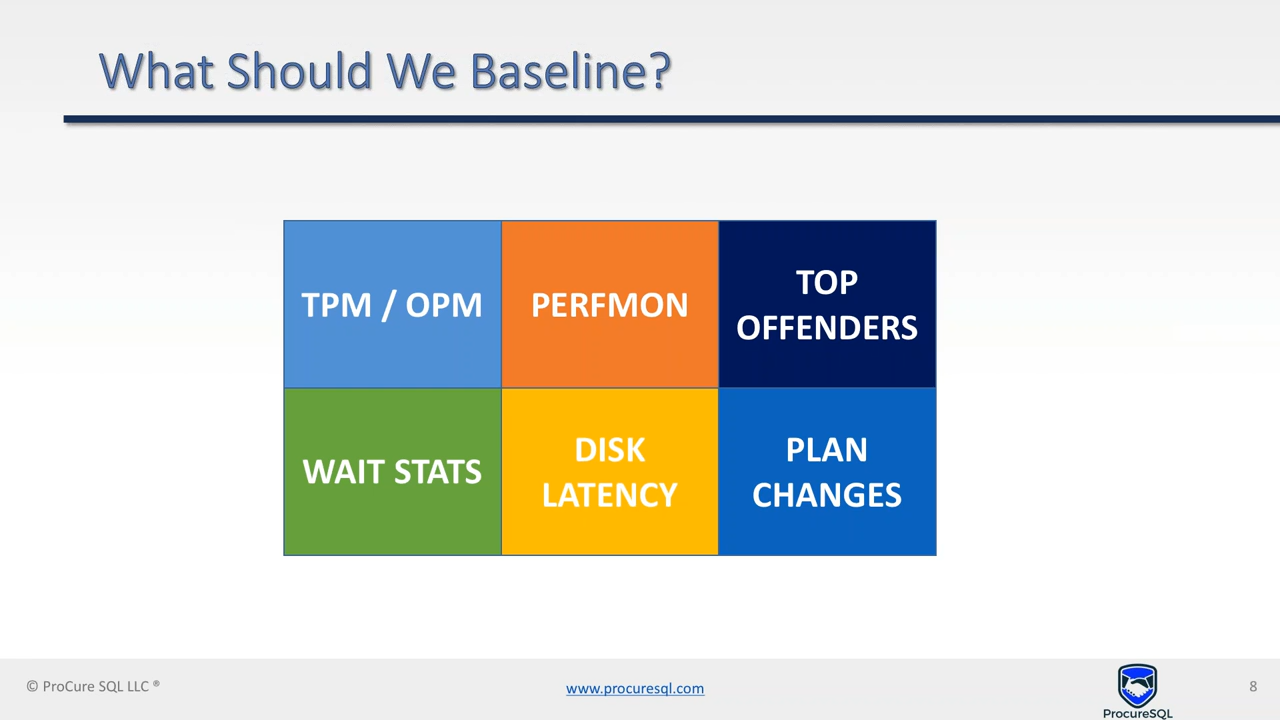 What Should We Baseline?
TPM / OPM
PERFMON
TOP
OFFENDERS
WAIT STATS
DISK
LATENCY
PLAN
CHANGES
© ProCure SQL LLC ®
www.procuresql.com
ProcureSQL
8